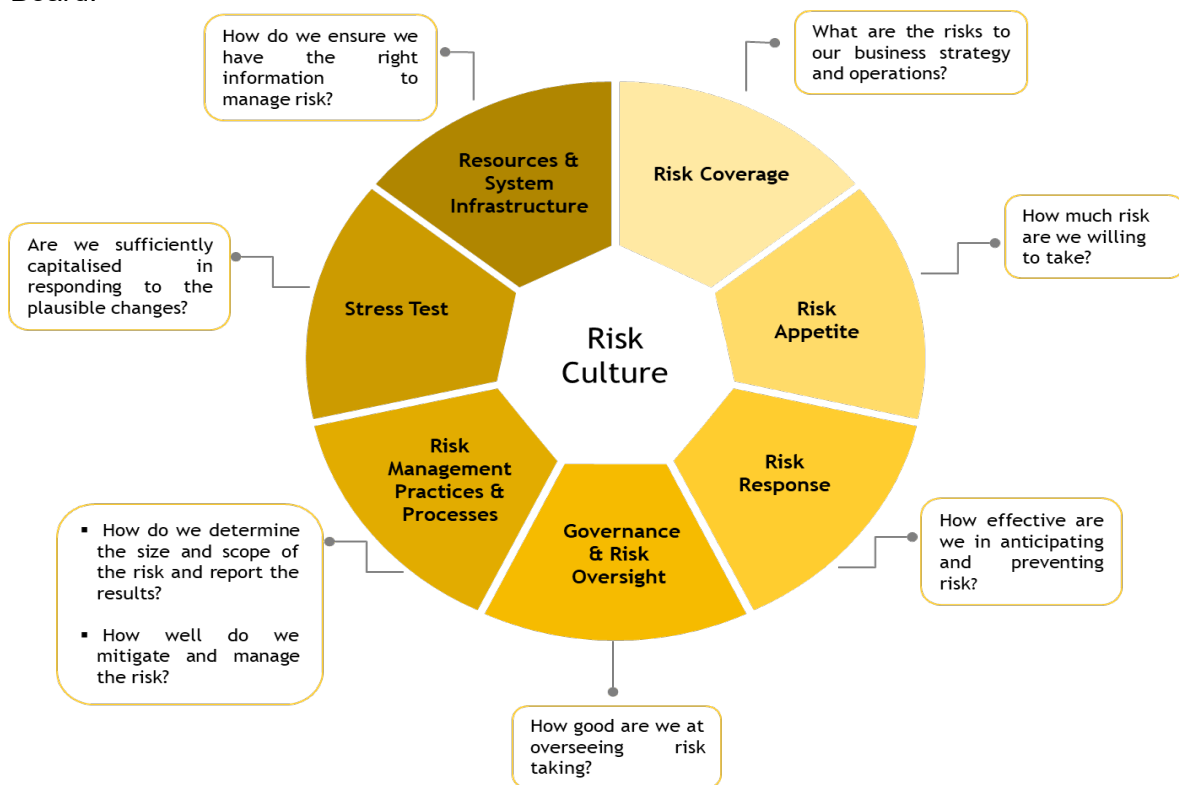 Board.
How do we ensure we
have the right
information to
manage risk?
What are the risks to
our business strategy
and operations?
Resources &
System
Infrastructure
Risk Coverage
How much risk
are we willing
to take?
Are we sufficiently
capitalised in
responding to the
plausible changes?
Stress Test
Risk
Appetite
Risk
Culture
Risk
Management
Practices &
Processes
Risk
Response
Governance
& Risk
Oversight
▪ How do we determine
the size and scope of
the risk and report the
results?
▪ How well do we
mitigate and manage
the risk?
How effective are
we in anticipating
and preventing
risk?
How good are we at
overseeing risk
taking?